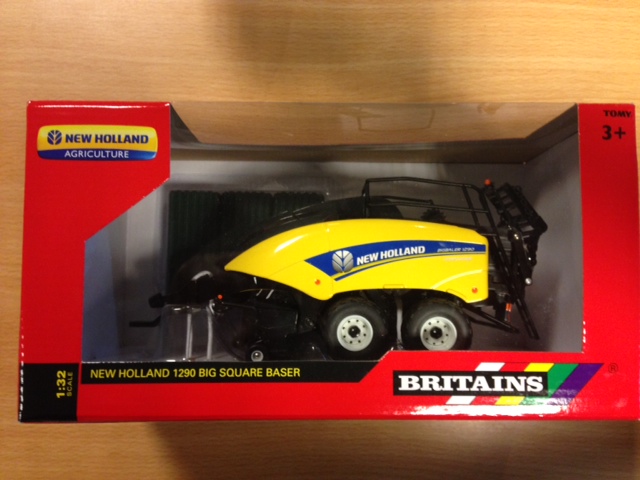 TOMY
3+
NEW HOLLAND
AGRICULTURE
NEW HOLLAND
BIGBALER 1290
1:32
SCALE
NEW HOLLAND 1290 BIG SQUARE BASER
BRITAINS
®